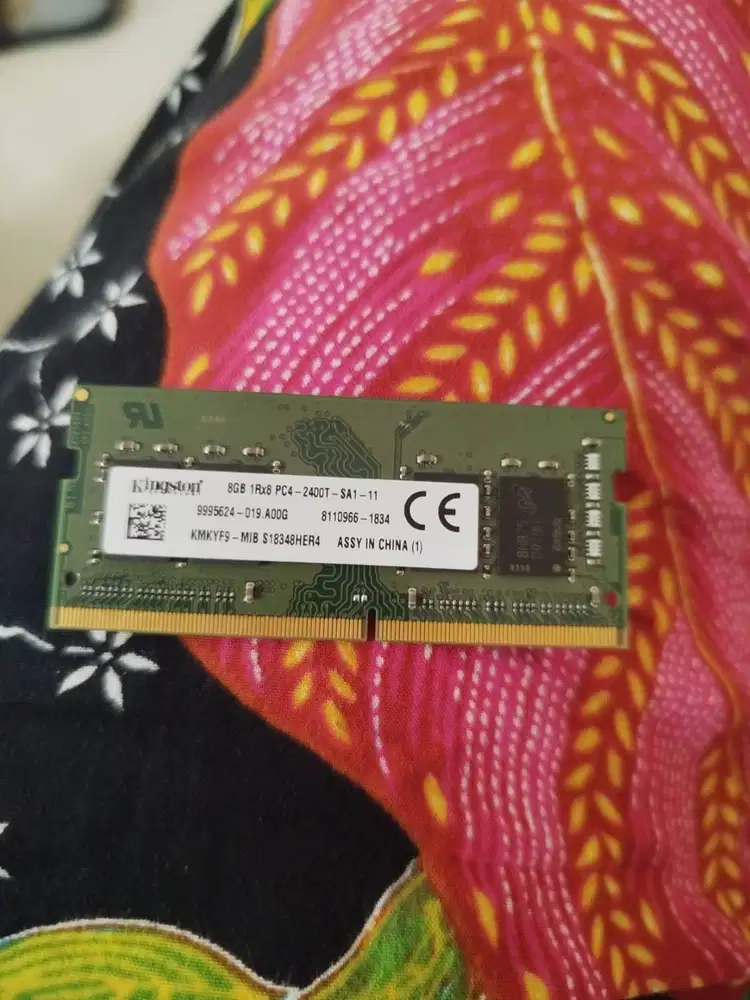 Kingston
8GB 1Rx8 PC4-2400T-SA1-11
9995624-019.A00G 8110966-1834
KMKYF9-MIB S18348HER4 ASSY IN CHINA (1)
CE